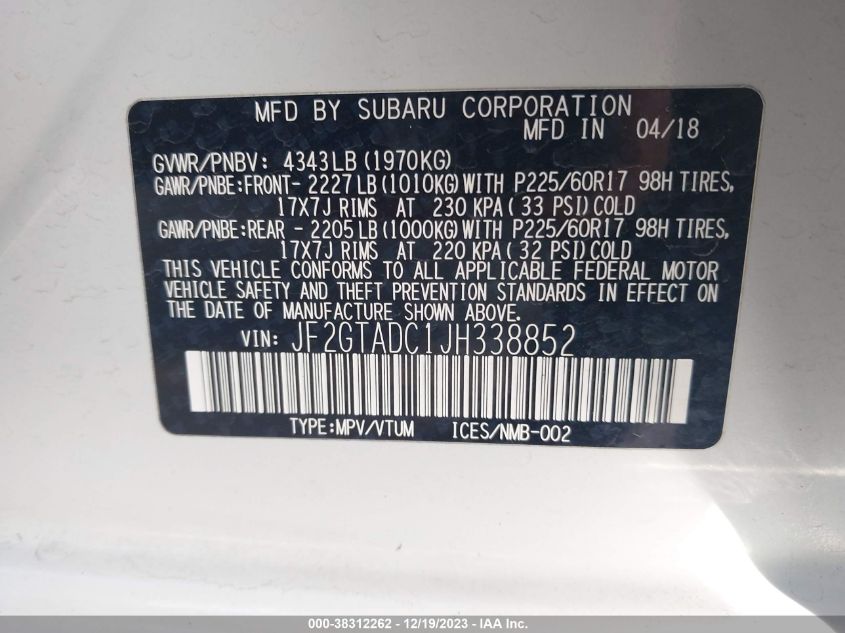 MFD BY SUBARU CORPORATION
MFD IN 04/18
GVWR/PNBV: 4343LB (1970KG)
GAWR/PNBE:FRONT- 2227 LB (1010KG) WITH P225/60R17 98H TIRES,
17X7J RIMS AT 230 KPA ( 33 PSI) COLD
GAWR/PNBE:REAR - 2205 LB (1000KG) WITH P225/60R17 98H TIRES,
17X7J RIMS AT 220 KPA ( 32 PSI) COLD
THIS VEHICLE CONFORMS TO ALL APPLICABLE FEDERAL MOTOR
VEHICLE SAFETY AND THEFT PREVENTION STANDARDS IN EFFECT ON
THE DATE OF MANUFACTURE SHOWN ABOVE.
VIN: JF2GTADC1JH338852
TYPE:MPV/VTUM ICES/NMB-002
000-38312262 - 12/19/2023 - IAA Inc.